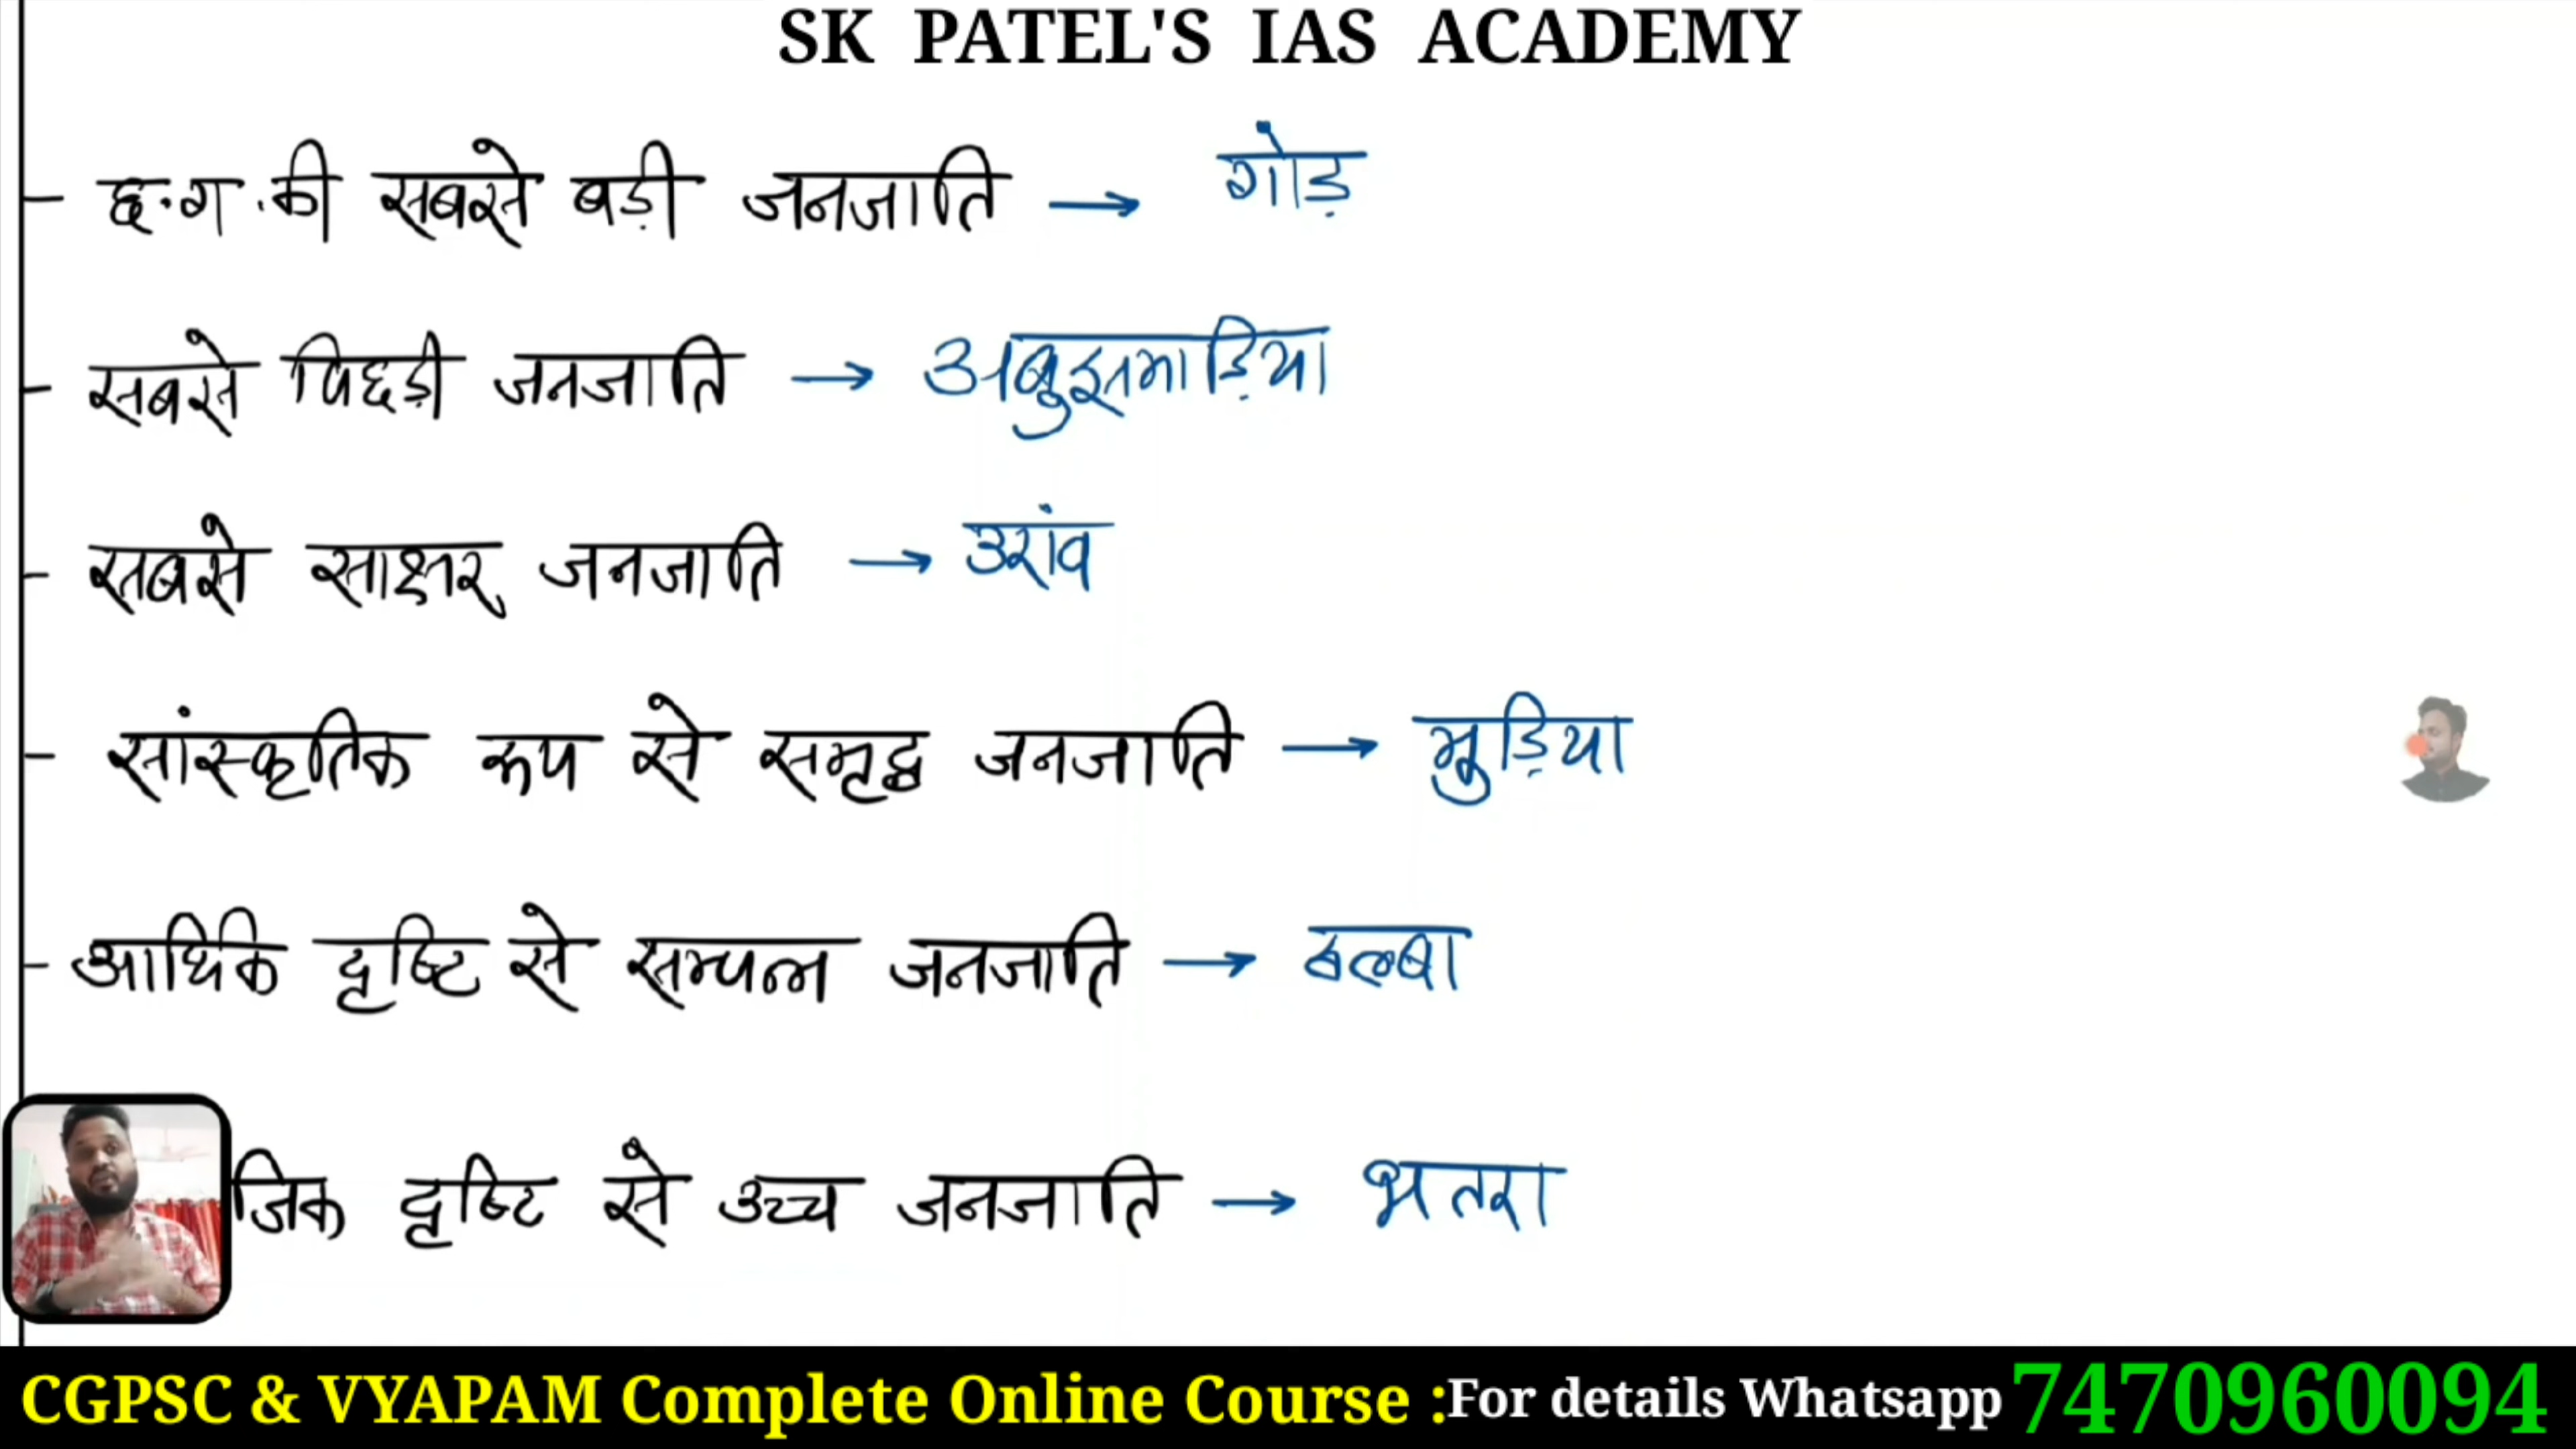 SK PATEL'S IAS ACADEMY
- छ.ग.की सबसे बड़ी जनजाति → गोंड़
- सबसे पिछड़ी जनजाति → अबुझमाड़िया
- सबसे साक्षर जनजाति → उरांव
- सांस्कृतिक रूप से समृद्ध जनजाति → मुड़िया
- आर्थिक दृष्टि से सम्पन्न जनजाति → हल्बा
जिक दृष्टि से उच्च जनजाति → भतरा
CGPSC & VYAPAM Complete Online Course :For details Whatsapp 7470960094